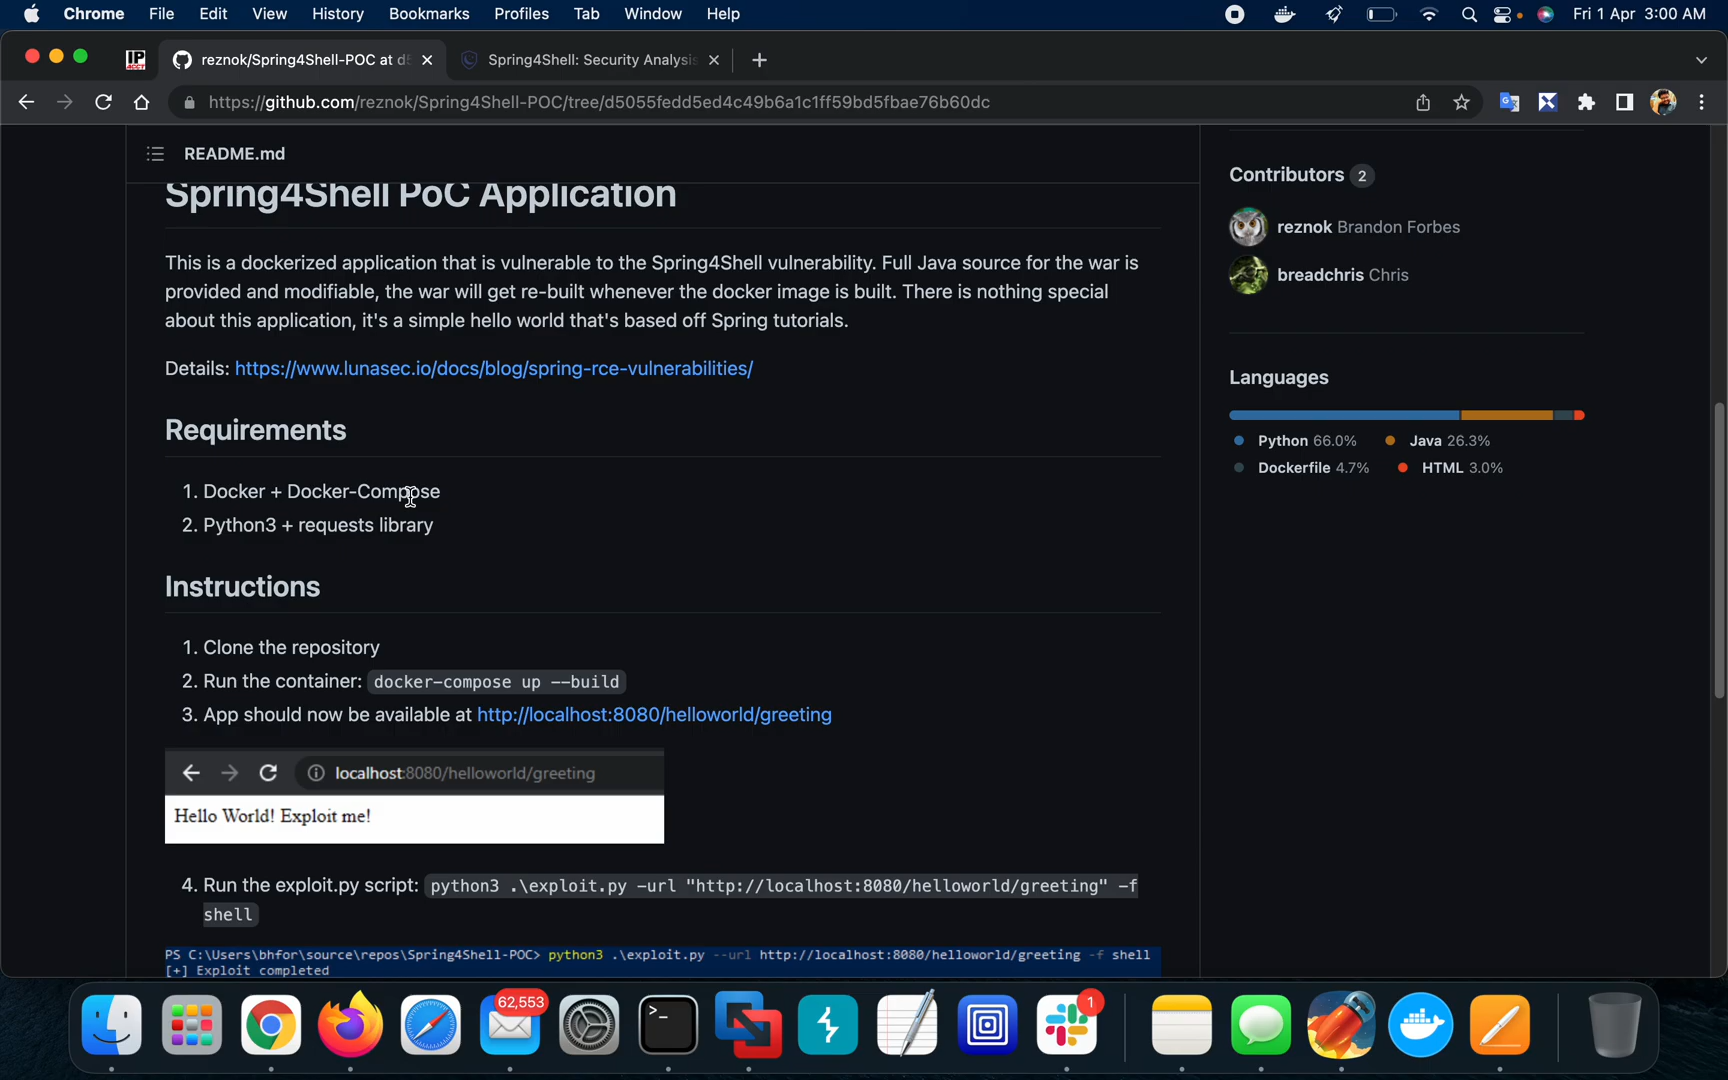 Chrome File Edit View History Bookmarks Profiles Tab Window Help Fri 1 Apr 3:00 AM
reznok/Spring4Shell-POC at d5 Spring4Shell: Security Analysis
https://github.com/reznok/Spring4Shell-POC/tree/d5055fedd5ed4c49b6a1c1ff59bd5fbae76b60dc
README.md
Spring4Shell PoC Application
This is a dockerized application that is vulnerable to the Spring4Shell vulnerability. Full Java source for the war is
provided and modifiable, the war will get re-built whenever the docker image is built. There is nothing special
about this application, it's a simple hello world that's based off Spring tutorials.
Details: https://www.lunasec.io/docs/blog/spring-rce-vulnerabilities/
Requirements
1. Docker + Docker-Compose
2. Python3 + requests library
Instructions
1. Clone the repository
2. Run the container: docker-compose up --build
3. App should now be available at http://localhost:8080/helloworld/greeting
localhost:8080/helloworld/greeting
Hello World! Exploit me!
4. Run the exploit.py script: python3 .\exploit.py -url "http://localhost:8080/helloworld/greeting" -f
shell
PS C:\Users\bhfor\source\repos\Spring4Shell-POC> python3 .\exploit.py --url http://localhost:8080/helloworld/greeting -f shell
[+] Exploit completed
Contributors 2
reznok Brandon Forbes
breadchris Chris
Languages
Python 66.0% Java 26.3%
Dockerfile 4.7% HTML 3.0%
62,553
1